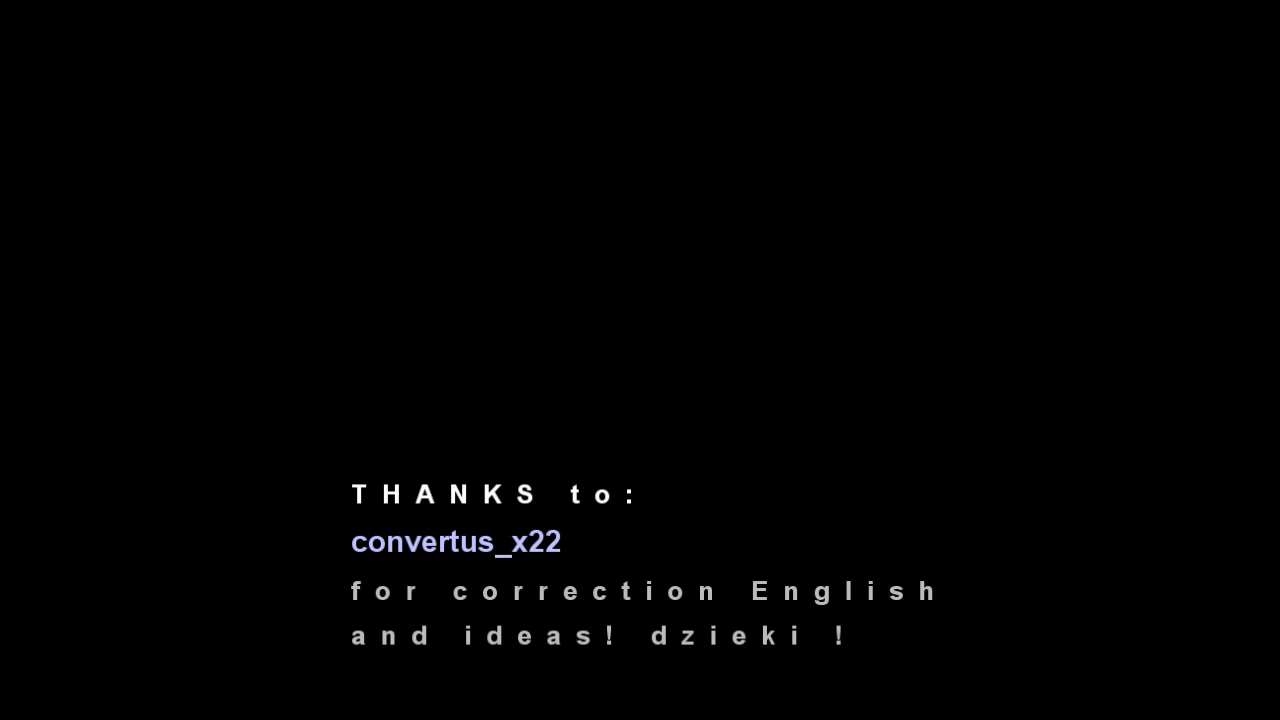 THANKS to:
convertus_x22
for correction English
and ideas! dzieki !